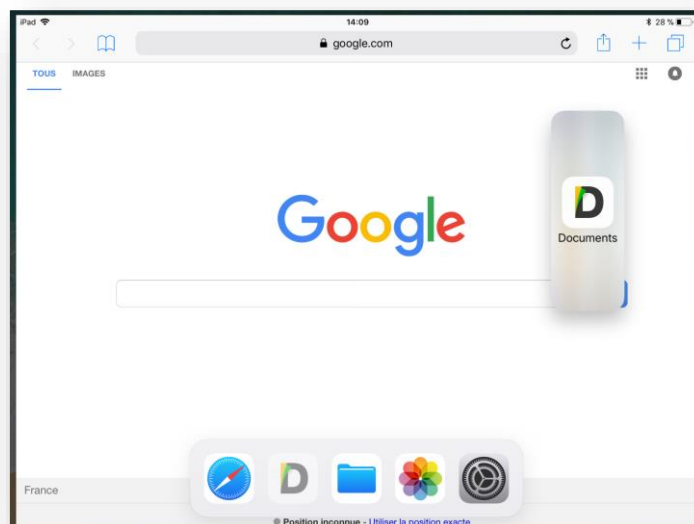 iPad 14:09 28 %
google.com
TOUS IMAGES
Google
D
Documents
D
France
Position inconnue - Utiliser la position exacte